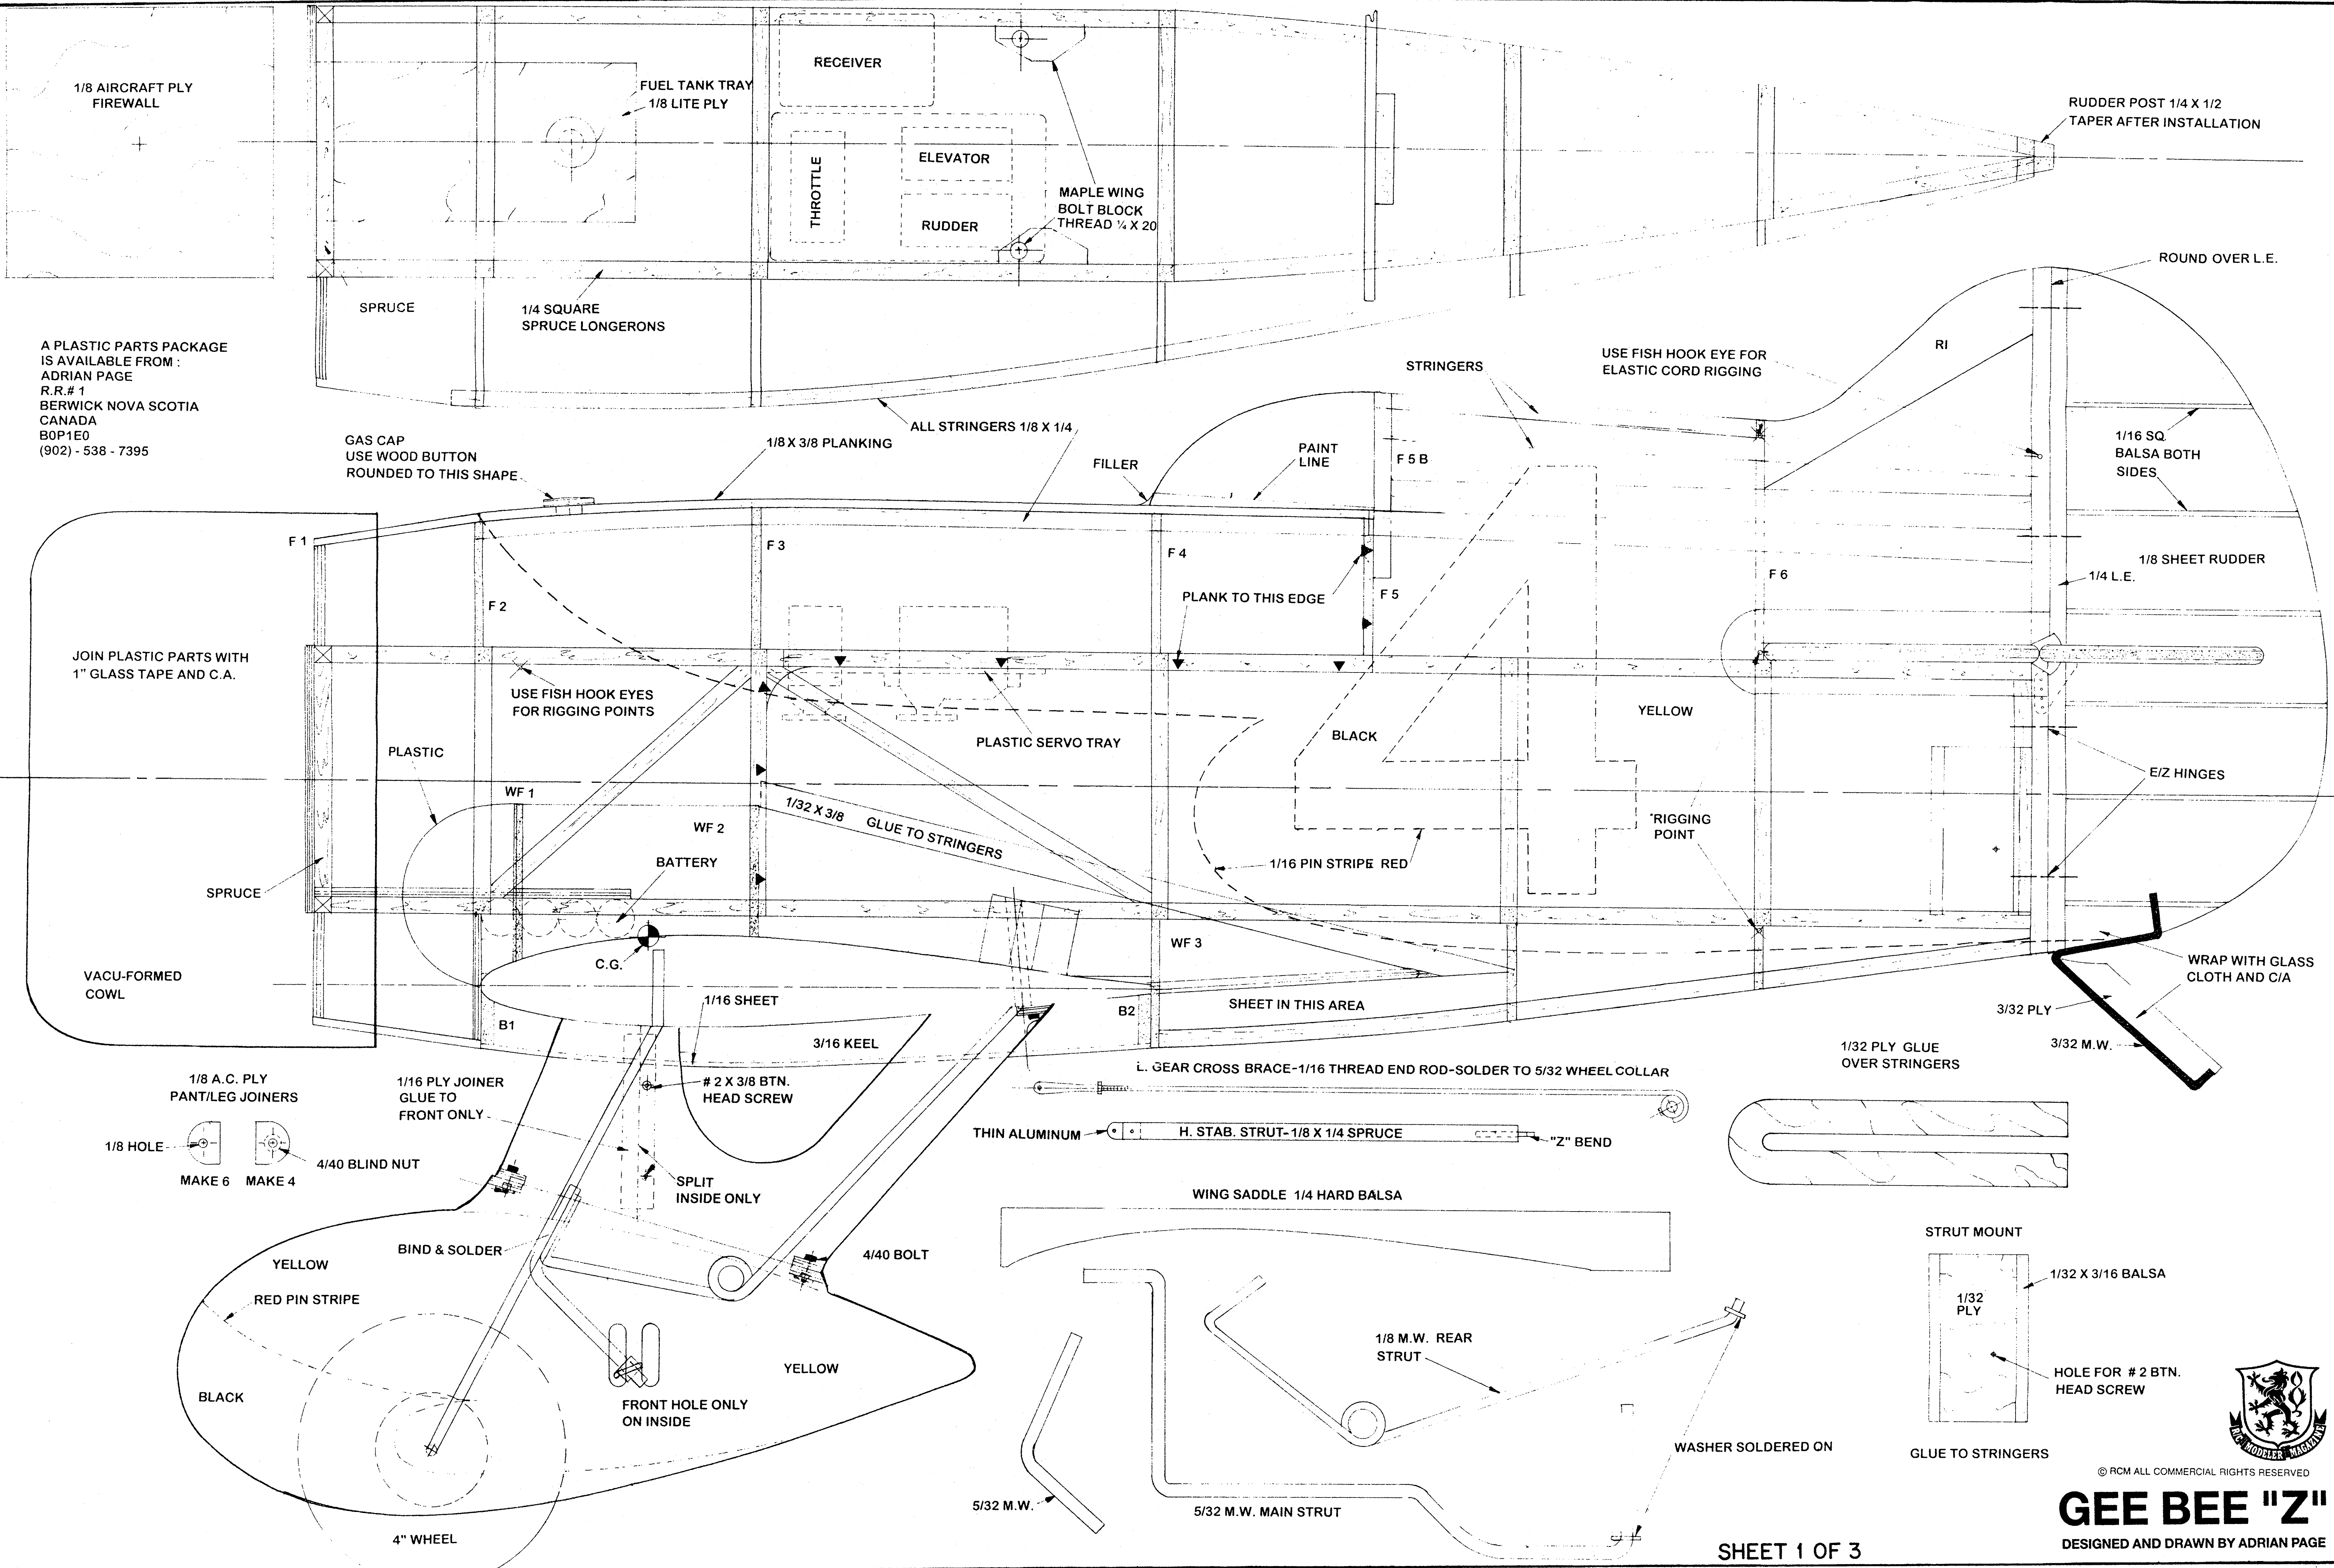 1/8 AIRCRAFT PLY
FIREWALL
FUEL TANK TRAY
1/8 LITE PLY
RECEIVER
THROTTLE
ELEVATOR
RUDDER
MAPLE WING
BOLT BLOCK
THREAD ¼ X 20
RUDDER POST 1/4 X 1/2
TAPER AFTER INSTALLATION
SPRUCE
1/4 SQUARE
SPRUCE LONGERONS
ROUND OVER L.E.
A PLASTIC PARTS PACKAGE
IS AVAILABLE FROM :
ADRIAN PAGE
R.R.# 1
BERWICK NOVA SCOTIA
CANADA
B0P1E0
(902) - 538 - 7395
GAS CAP
USE WOOD BUTTON
ROUNDED TO THIS SHAPE
1/8 X 3/8 PLANKING
ALL STRINGERS 1/8 X 1/4
FILLER
PAINT
LINE
F 5 B
STRINGERS
USE FISH HOOK EYE FOR
ELASTIC CORD RIGGING
RI
1/16 SQ.
BALSA BOTH
SIDES
F 1
F 2
F 3
F 4
F 5
F 6
PLANK TO THIS EDGE
1/8 SHEET RUDDER
1/4 L.E.
JOIN PLASTIC PARTS WITH
1" GLASS TAPE AND C.A.
USE FISH HOOK EYES
FOR RIGGING POINTS
PLASTIC
PLASTIC SERVO TRAY
BLACK
YELLOW
E/Z HINGES
WF 1
WF 2
1/32 X 3/8 GLUE TO STRINGERS
BATTERY
RIGGING
POINT
1/16 PIN STRIPE RED
SPRUCE
C.G.
WF 3
VACU-FORMED
COWL
B1
1/16 SHEET
3/16 KEEL
B2
SHEET IN THIS AREA
WRAP WITH GLASS
CLOTH AND C/A
3/32 PLY
3/32 M.W.
1/8 A.C. PLY
PANT/LEG JOINERS
1/8 HOLE
4/40 BLIND NUT
MAKE 6
MAKE 4
1/16 PLY JOINER
GLUE TO
FRONT ONLY
# 2 X 3/8 BTN.
HEAD SCREW
L. GEAR CROSS BRACE-1/16 THREAD END ROD-SOLDER TO 5/32 WHEEL COLLAR
THIN ALUMINUM
H. STAB. STRUT-1/8 X 1/4 SPRUCE
"Z" BEND
1/32 PLY GLUE
OVER STRINGERS
SPLIT
INSIDE ONLY
WING SADDLE 1/4 HARD BALSA
BIND & SOLDER
4/40 BOLT
YELLOW
RED PIN STRIPE
BLACK
YELLOW
FRONT HOLE ONLY
ON INSIDE
4" WHEEL
1/8 M.W. REAR
STRUT
5/32 M.W.
5/32 M.W. MAIN STRUT
WASHER SOLDERED ON
STRUT MOUNT
1/32 X 3/16 BALSA
1/32
PLY
HOLE FOR # 2 BTN.
HEAD SCREW
GLUE TO STRINGERS
R/C MODELER MAGAZINE
© RCM ALL COMMERCIAL RIGHTS RESERVED
GEE BEE "Z"
DESIGNED AND DRAWN BY ADRIAN PAGE
SHEET 1 OF 3